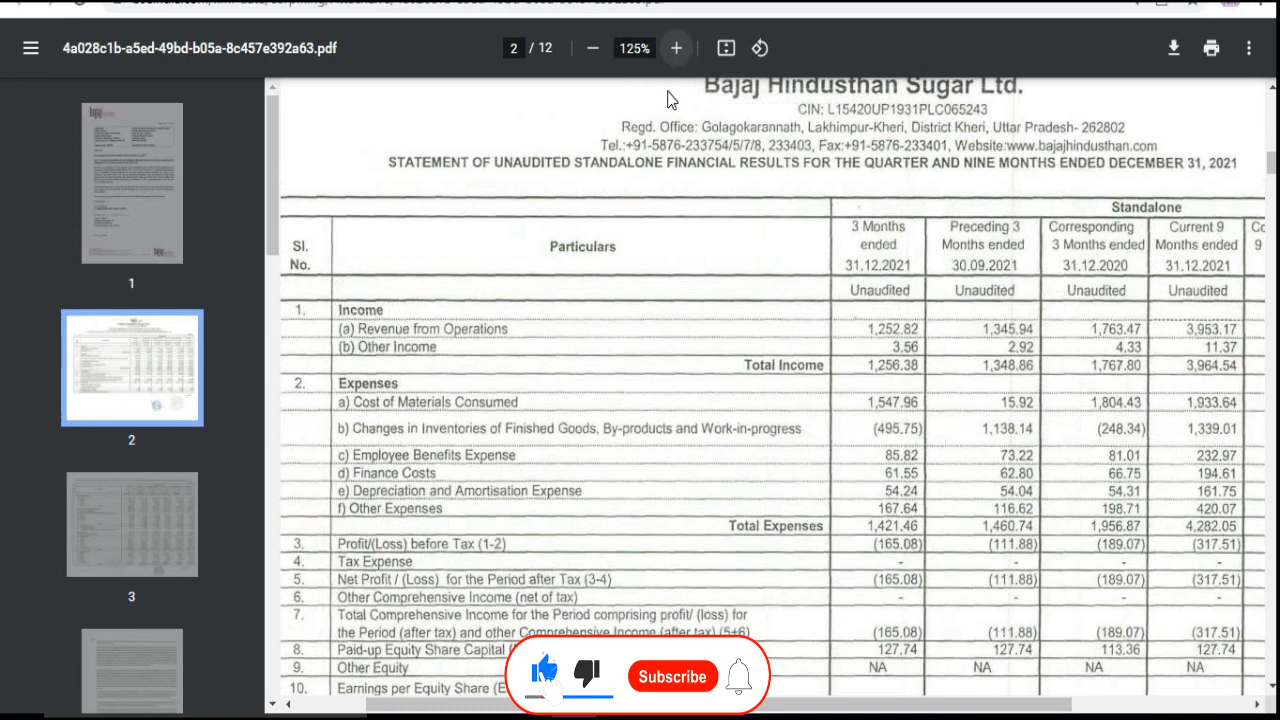 4a028c1b-a5ed-49bd-b05a-8c457e392a63.pdf
2 / 12
125%
Bajaj Hindusthan Sugar Ltd.
CIN: L15420UP1931PLC065243
Regd. Office: Golagokarannath, Lakhimpur-Kheri, District Kheri, Uttar Pradesh- 262802
Tel.:+91-5876-233754/5/7/8, 233403, Fax:+91-5876-233401, Website:www.bajajhindusthan.com
STATEMENT OF UNAUDITED STANDALONE FINANCIAL RESULTS FOR THE QUARTER AND NINE MONTHS ENDED DECEMBER 31, 2021
Standalone
Sl. No. Particulars 3 Months ended 31.12.2021 Preceding 3 Months ended 30.09.2021 Corresponding 3 Months ended 31.12.2020 Current 9 Months ended 31.12.2021 9
Unaudited Unaudited Unaudited Unaudited
1. Income
(a) Revenue from Operations 1,252.82 1,345.94 1,763.47 3,953.17
(b) Other Income 3.56 2.92 4.33 11.37
Total Income 1,256.38 1,348.86 1,767.80 3,964.54
2. Expenses
a) Cost of Materials Consumed 1,547.96 15.92 1,804.43 1,933.64
b) Changes in Inventories of Finished Goods, By-products and Work-in-progress (495.75) 1,138.14 (248.34) 1,339.01
c) Employee Benefits Expense 85.82 73.22 81.01 232.97
d) Finance Costs 61.55 62.80 66.75 194.61
e) Depreciation and Amortisation Expense 54.24 54.04 54.31 161.75
f) Other Expenses 167.64 116.62 198.71 420.07
Total Expenses 1,421.46 1,460.74 1,956.87 4,282.05
3. Profit/(Loss) before Tax (1-2) (165.08) (111.88) (189.07) (317.51)
4. Tax Expense - - - -
5. Net Profit / (Loss) for the Period after Tax (3-4) (165.08) (111.88) (189.07) (317.51)
6. Other Comprehensive Income (net of tax) - - - -
7. Total Comprehensive Income for the Period comprising profit/ (loss) for
the Period (after tax) and other Comprehensive Income (after tax) (5+6) (165.08) (111.88) (189.07) (317.51)
8. Paid-up Equity Share Capital 127.74 127.74 113.36 127.74
9. Other Equity NA NA NA NA
10. Earnings per Equity Share (E
Subscribe
1
2
3